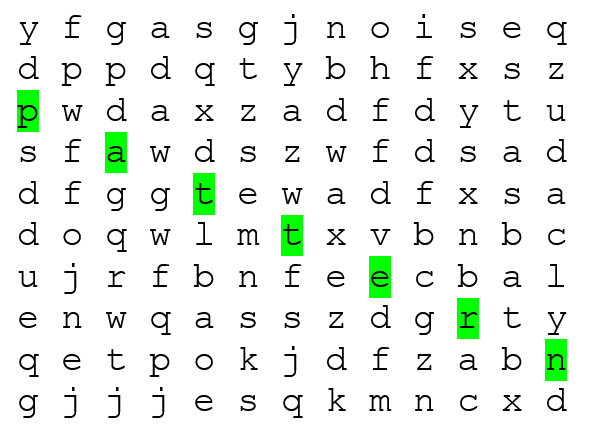 y f g a s g j n o i s e q
d p p d q t y b h f x s z
p w d a x z a d f d y t u
s f a w d s z w f d s a d
d f g g t e w a d f x s a
d o q w l m t x v b n b c
u j r f b n f e e c b a l
e n w q a s s z d g r t y
q e t p o k j d f z a b n
g j j j e s q k m n c x d